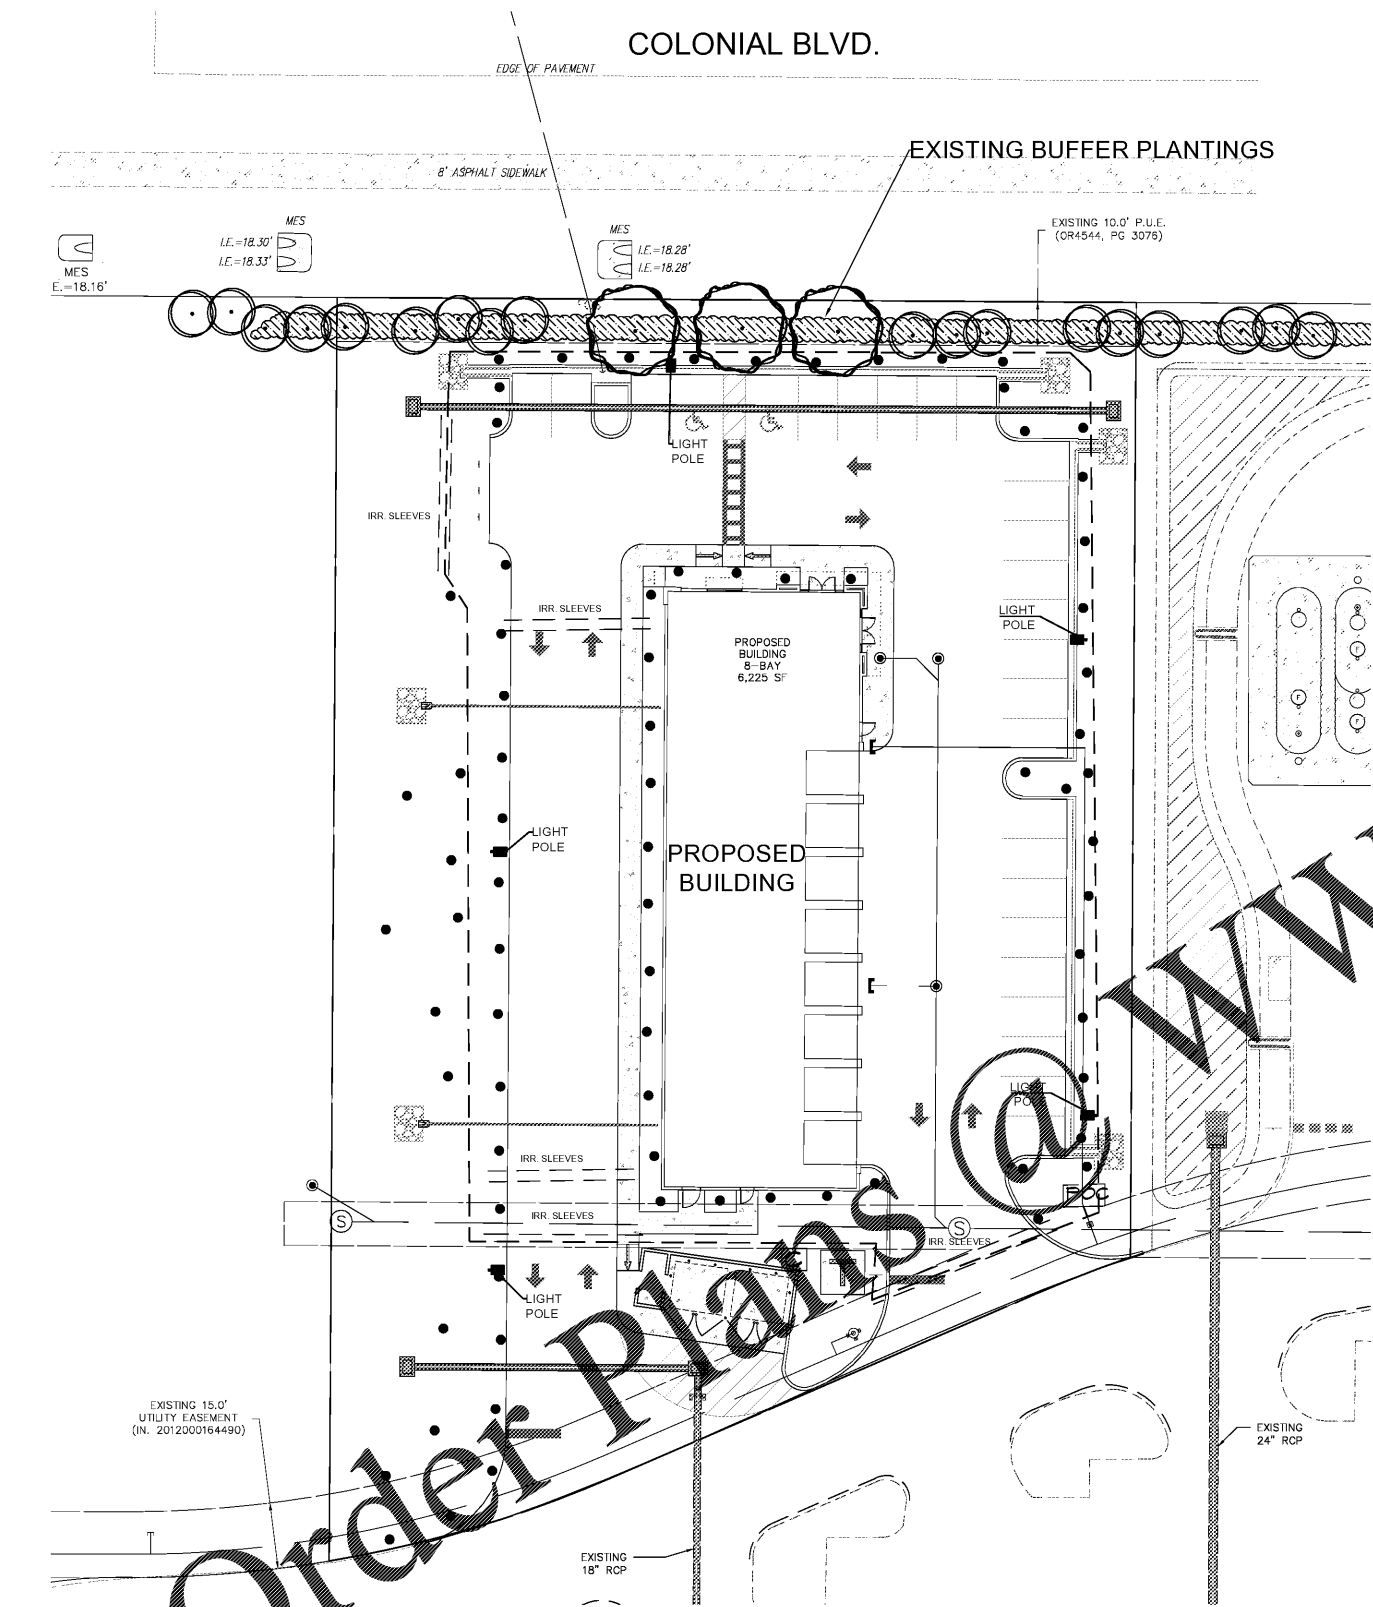 COLONIAL BLVD.
EDGE OF PAVEMENT
EXISTING BUFFER PLANTINGS
8' ASPHALT SIDEWALK
MES
I.E.=18.30'
I.E.=18.33'
MES
I.E.=18.28'
I.E.=18.28'
EXISTING 10.0' P.U.E.
(OR4544, PG 3076)
MES
E.=18.16'
LIGHT
POLE
IRR. SLEEVES
IRR. SLEEVES
LIGHT
POLE
PROPOSED
BUILDING
8-BAY
6,225 SF
LIGHT
POLE
PROPOSED
BUILDING
LIGHT
POLE
IRR. SLEEVES
POC
IRR. SLEEVES
S
S
IRR. SLEEVES
LIGHT
POLE
EXISTING 15.0'
UTILITY EASEMENT
(IN. 2012000164490)
EXISTING
24" RCP
EXISTING
18" RCP
F
F
F
F
Order Plans @ ww